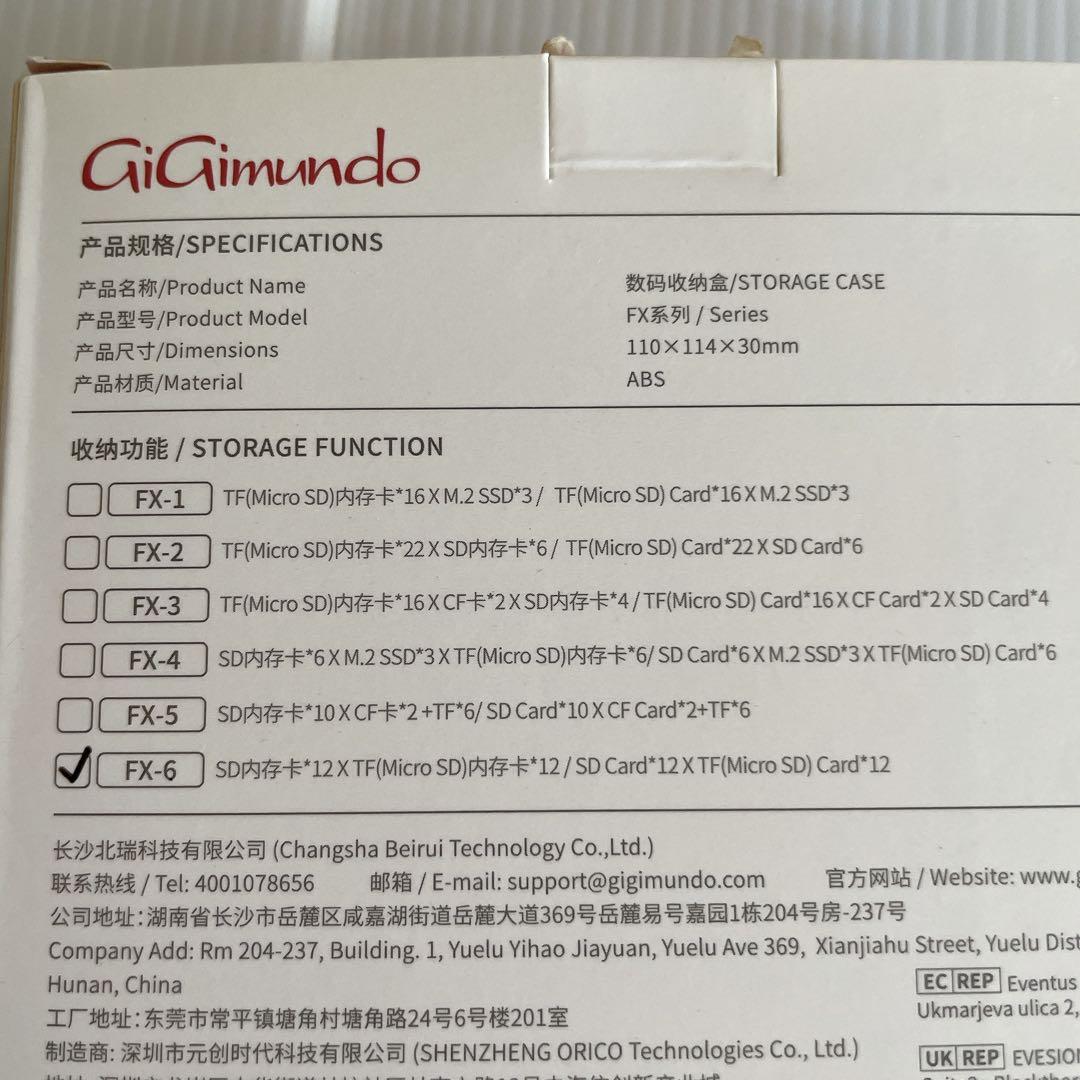 GiGimundo
产品规格/SPECIFICATIONS
产品名称/Product Name 数码收纳盒/STORAGE CASE
产品型号/Product Model FX系列 / Series
产品尺寸/Dimensions 110×114×30mm
产品材质/Material ABS
收纳功能 / STORAGE FUNCTION
FX-1 TF(Micro SD)内存卡*16 X M.2 SSD*3 / TF(Micro SD) Card*16 X M.2 SSD*3
FX-2 TF(Micro SD)内存卡*22 X SD内存卡*6 / TF(Micro SD) Card*22 X SD Card*6
FX-3 TF(Micro SD)内存卡*16 X CF卡*2 X SD内存卡*4 / TF(Micro SD) Card*16 X CF Card*2 X SD Card*4
FX-4 SD内存卡*6 X M.2 SSD*3 X TF(Micro SD)内存卡*6/ SD Card*6 X M.2 SSD*3 X TF(Micro SD) Card*6
FX-5 SD内存卡*10 X CF卡*2 +TF*6/ SD Card*10 X CF Card*2+TF*6
FX-6 SD内存卡*12 X TF(Micro SD)内存卡*12 / SD Card*12 X TF(Micro SD) Card*12
长沙北瑞科技有限公司 (Changsha Beirui Technology Co.,Ltd.)
联系热线 / Tel: 4001078656 邮箱 / E-mail: support@gigimundo.com 官方网站 / Website: www.g
公司地址：湖南省长沙市岳麓区咸嘉湖街道岳麓大道369号岳麓易号嘉园1栋204号房-237号
Company Add: Rm 204-237, Building. 1, Yuelu Yihao Jiayuan, Yuelu Ave 369, Xianjiahu Street, Yuelu Dist
Hunan, China
EC REP Eventus
工厂地址：东莞市常平镇塘角村塘角路24号6号楼201室
Ukmarjeva ulica 2,
制造商: 深圳市元创时代科技有限公司 (SHENZHEN ORICO Technologies Co., Ltd.)
UK REP EVESION